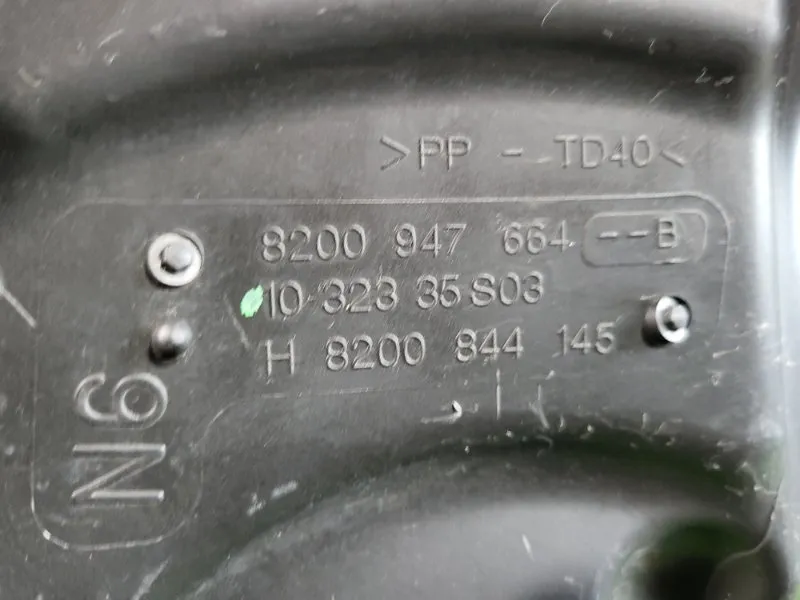 >PP - TD40<
8200 947 664 --B
10 323 35 S03
H 8200 844 145
N6